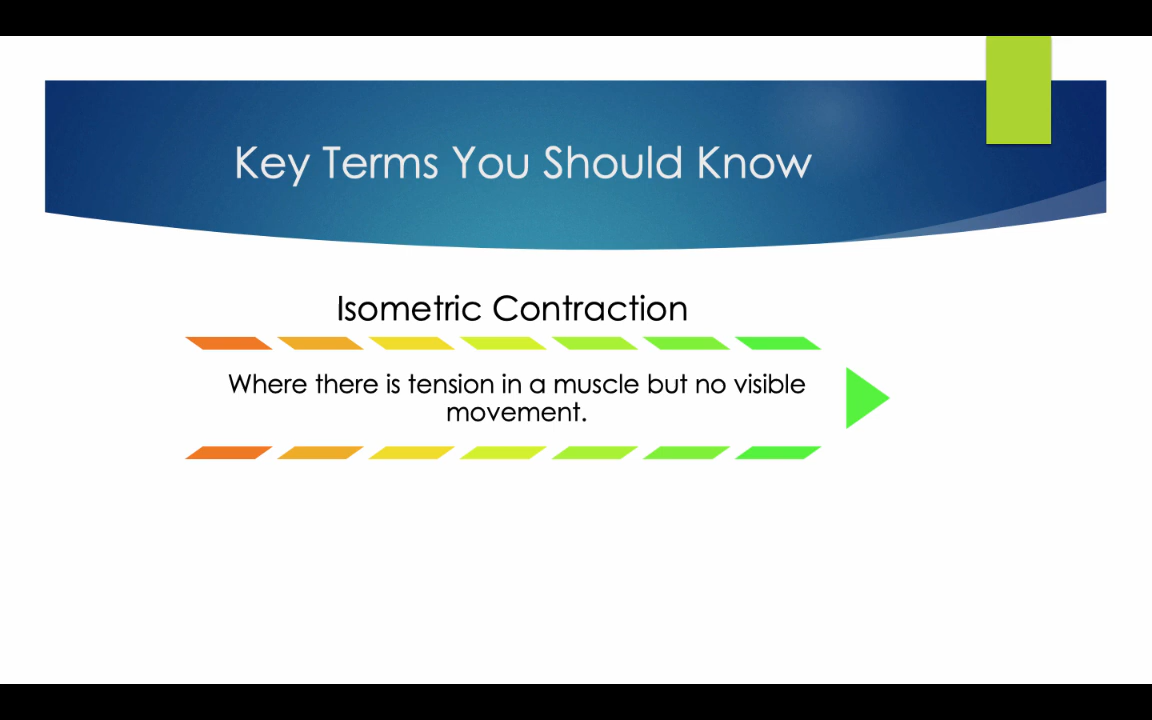 Key Terms You Should Know
Isometric Contraction
Where there is tension in a muscle but no visible
movement.